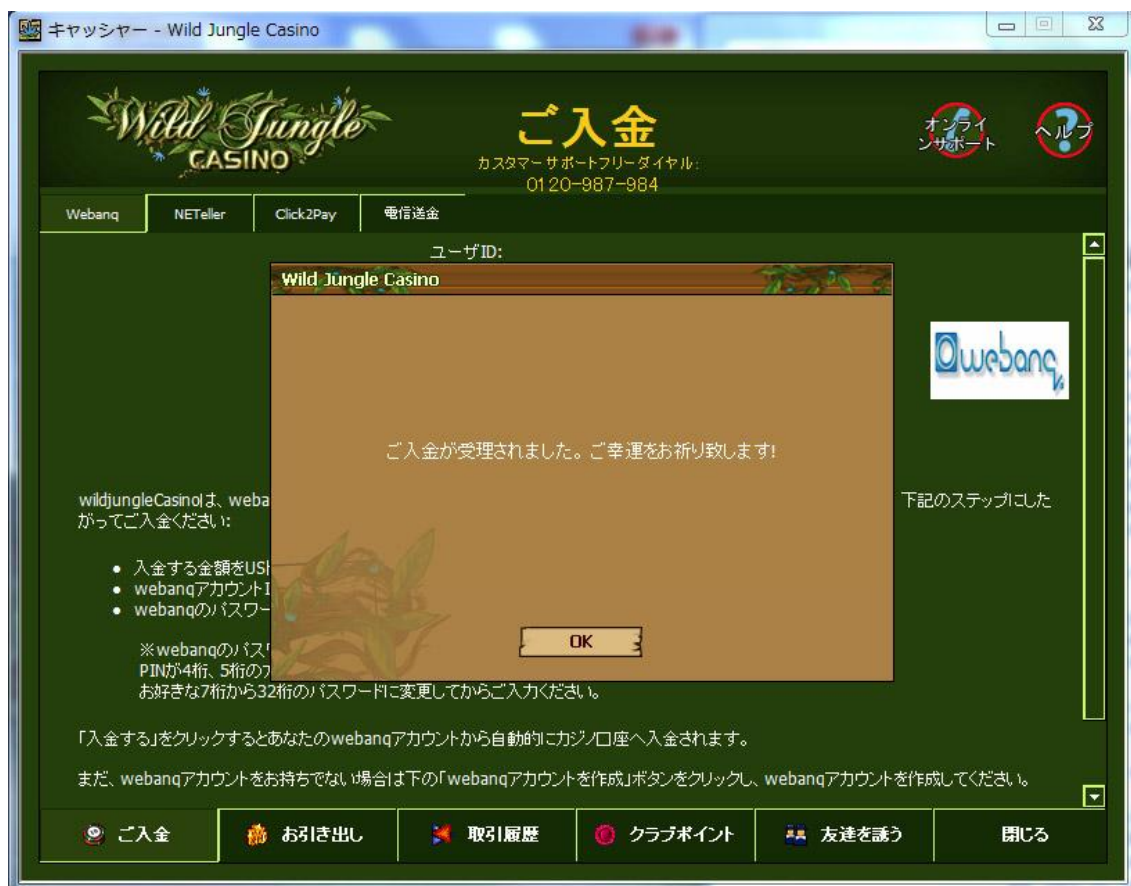 キャッシャー - Wild Jungle Casino
Wild Jungle
CASINO
ご入金
カスタマーサポートフリーダイヤル:
0120-987-984
オンライ
ンサポート
ヘルプ
Webanq
NETeller
Click2Pay
電信送金
ユーザID:
Wild Jungle Casino
webanq
ご入金が受理されました。ご幸運をお祈り致します!
wildjungleCasinoは、weba
下記のステップにした
がってご入金ください:
• 入金する金額をUS
• webanqアカウントI
• webanqのパスワー
※webanqのパス
PINが4桁、5桁の
お好きな7桁から32桁のパスワードに変更してからご入力ください。
OK
「入金する」をクリックするとあなたのwebanqアカウントから自動的にカジノ口座へ入金されます。
まだ、webanqアカウントをお持ちでない場合は下の「webanqアカウントを作成」ボタンをクリックし、webanqアカウントを作成してください。
ご入金
お引き出し
取引履歴
クラブポイント
友達を誘う
閉じる